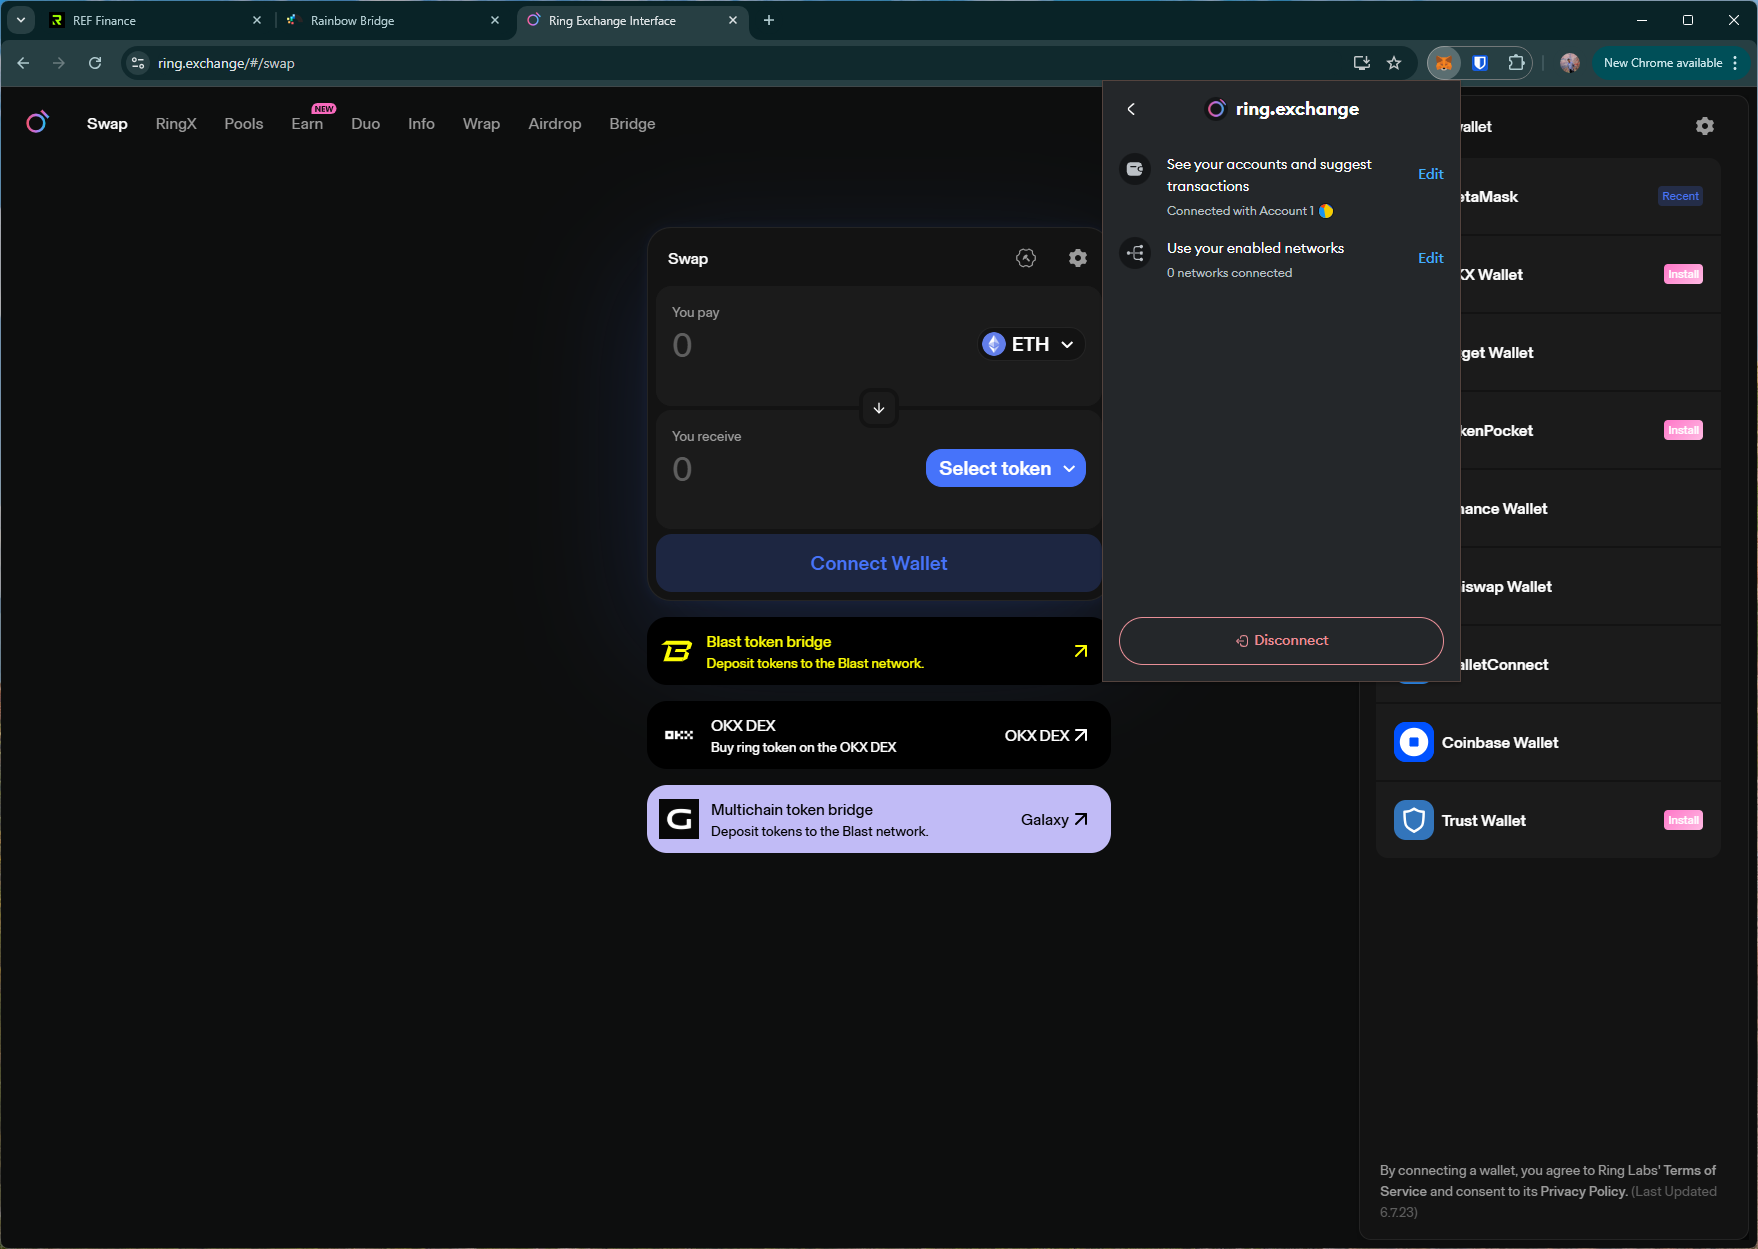 REF Finance
Rainbow Bridge
Ring Exchange Interface
ring.exchange/#/swap
New Chrome available
Swap
RingX
Pools
Earn
NEW
Duo
Info
Wrap
Airdrop
Bridge
Swap
You pay
0
ETH
You receive
0
Select token
Connect Wallet
Blast token bridge
Deposit tokens to the Blast network.
OKX DEX
Buy ring token on the OKX DEX
OKX DEX
Multichain token bridge
Deposit tokens to the Blast network.
Galaxy
ring.exchange
See your accounts and suggest
transactions
Edit
Connected with Account 1
Use your enabled networks
Edit
0 networks connected
Disconnect
allet
etaMask
Recent
KX Wallet
Install
get Wallet
kenPocket
Install
nance Wallet
iswap Wallet
alletConnect
Coinbase Wallet
Trust Wallet
Install
By connecting a wallet, you agree to Ring Labs' Terms of
Service and consent to its Privacy Policy. (Last Updated
6.7.23)